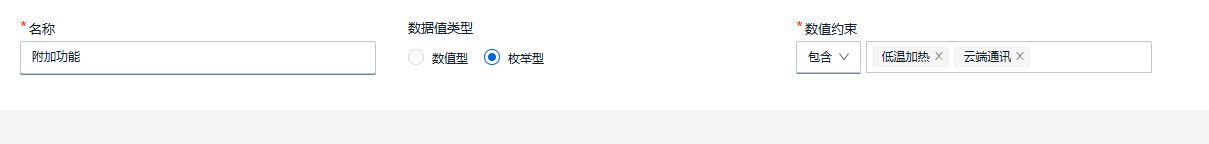 *名称
附加功能
数据值类型
数值型 枚举型
*数值约束
包含 低温加热 × 云端通讯 ×